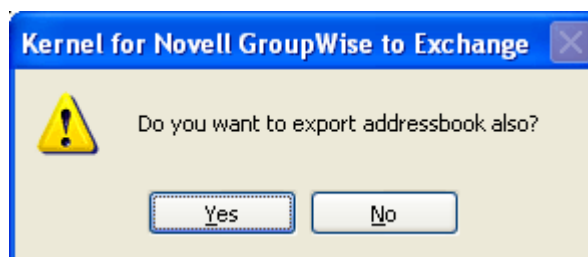 Kernel for Novell GroupWise to Exchange
Do you want to export addressbook also?
Yes
No